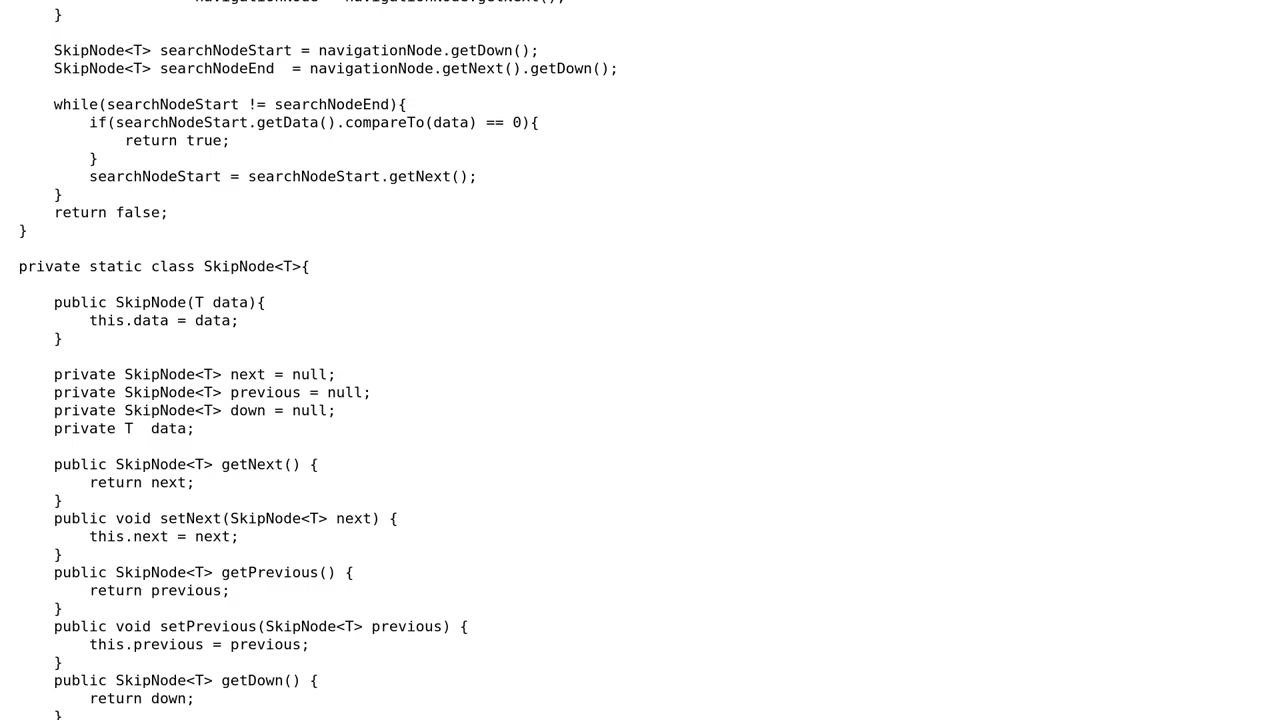 }
SkipNode<T> searchNodeStart = navigationNode.getDown();
SkipNode<T> searchNodeEnd  = navigationNode.getNext().getDown();
while(searchNodeStart != searchNodeEnd){
if(searchNodeStart.getData().compareTo(data) == 0){
return true;
}
searchNodeStart = searchNodeStart.getNext();
}
return false;
}
private static class SkipNode<T>{
public SkipNode(T data){
this.data = data;
}
private SkipNode<T> next = null;
private SkipNode<T> previous = null;
private SkipNode<T> down = null;
private T  data;
public SkipNode<T> getNext() {
return next;
}
public void setNext(SkipNode<T> next) {
this.next = next;
}
public SkipNode<T> getPrevious() {
return previous;
}
public void setPrevious(SkipNode<T> previous) {
this.previous = previous;
}
public SkipNode<T> getDown() {
return down;
}